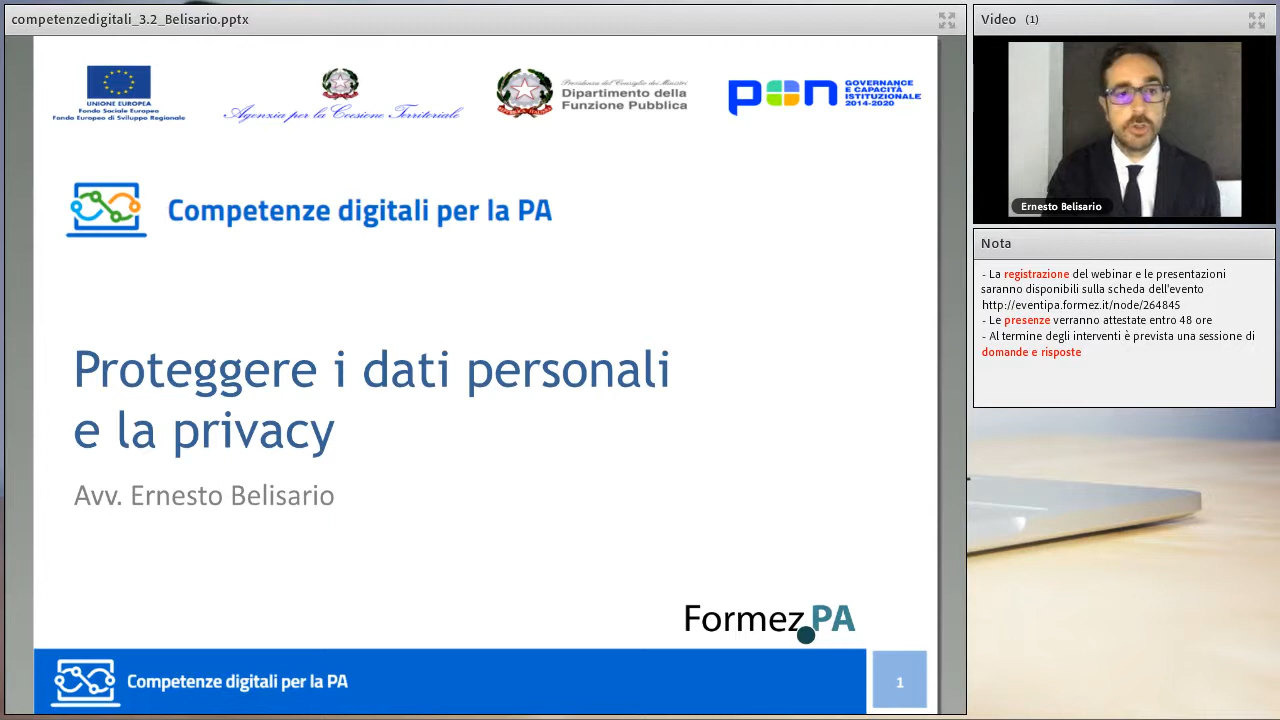 competenzedigitali_3.2_Belisario.pptx
UNIONE EUROPEA
Fondo Sociale Europeo
Fondo Europeo di Sviluppo Regionale
Agenzia per la Coesione Territoriale
Presidenza del Consiglio dei Ministri
Dipartimento della
Funzione Pubblica
pon
GOVERNANCE
E CAPACITÀ
ISTITUZIONALE
2014-2020
Competenze digitali per la PA
Proteggere i dati personali
e la privacy
Avv. Ernesto Belisario
Formez PA
Competenze digitali per la PA
1
Video (1)
Ernesto Belisario
Nota
- La registrazione del webinar e le presentazioni
saranno disponibili sulla scheda dell'evento
http://eventipa.formez.it/node/264845
- Le presenze verranno attestate entro 48 ore
- Al termine degli interventi è prevista una sessione di
domande e risposte